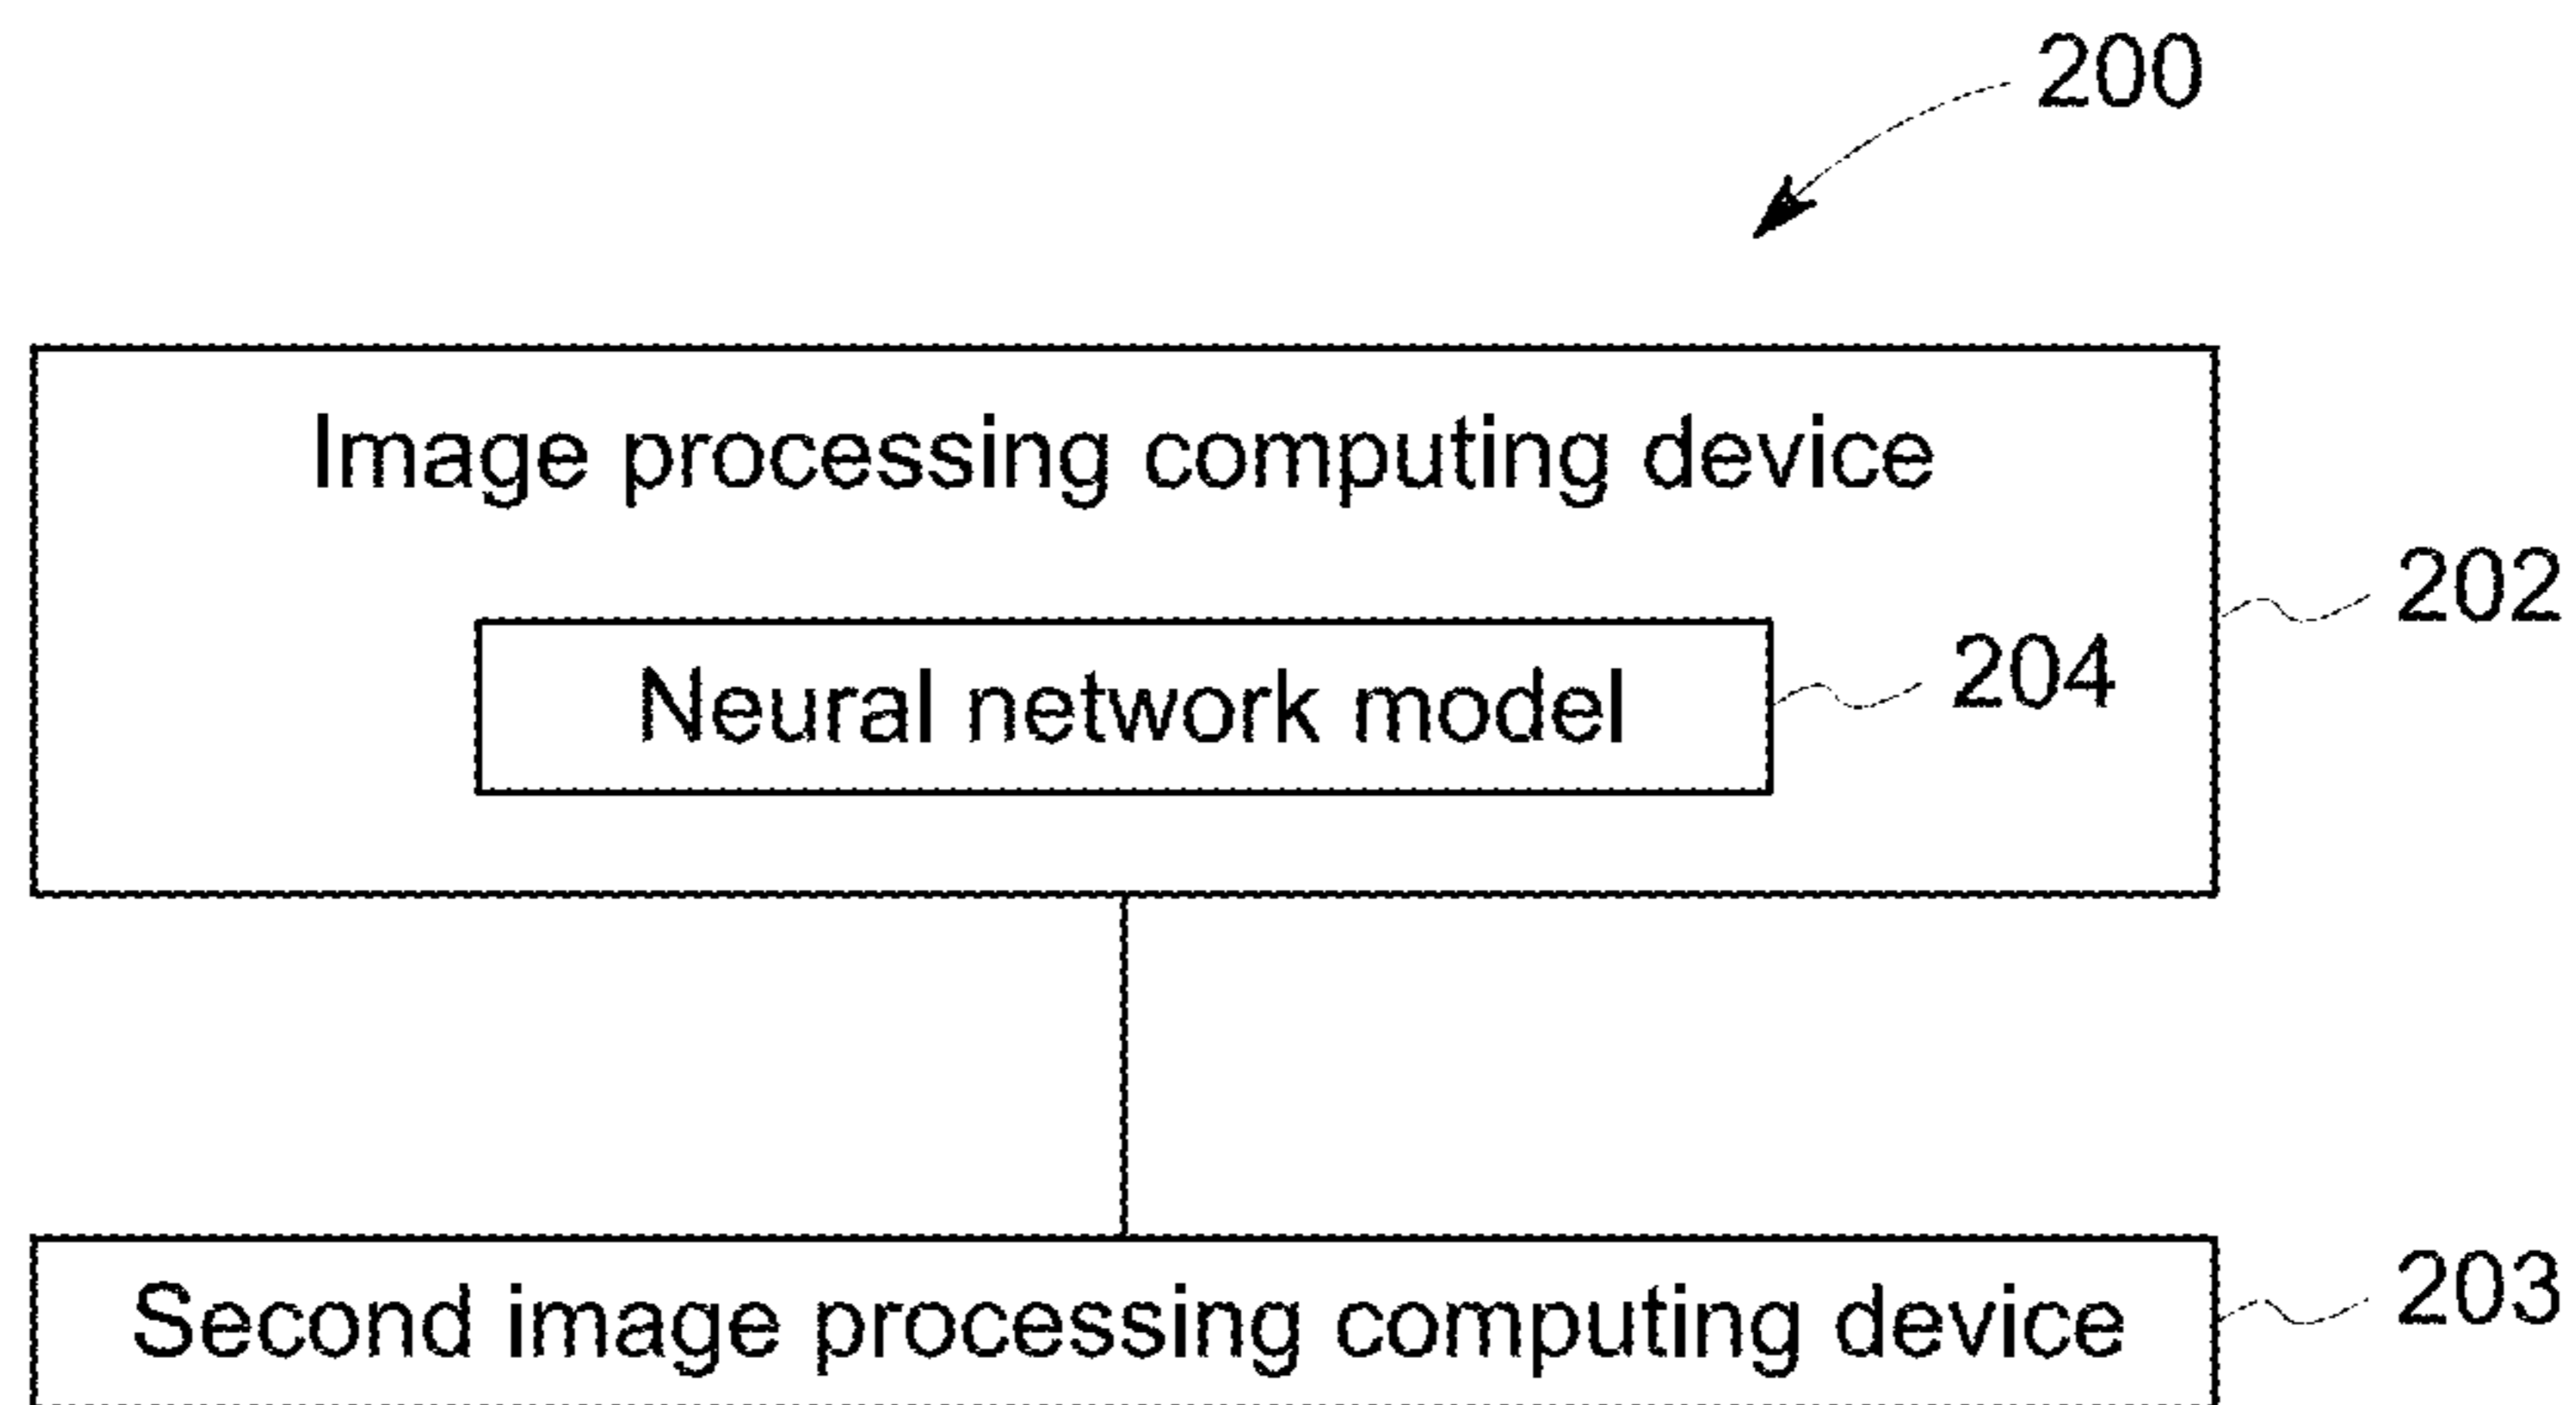 200
Image processing computing device
202
Neural network model
204
Second image processing computing device
203